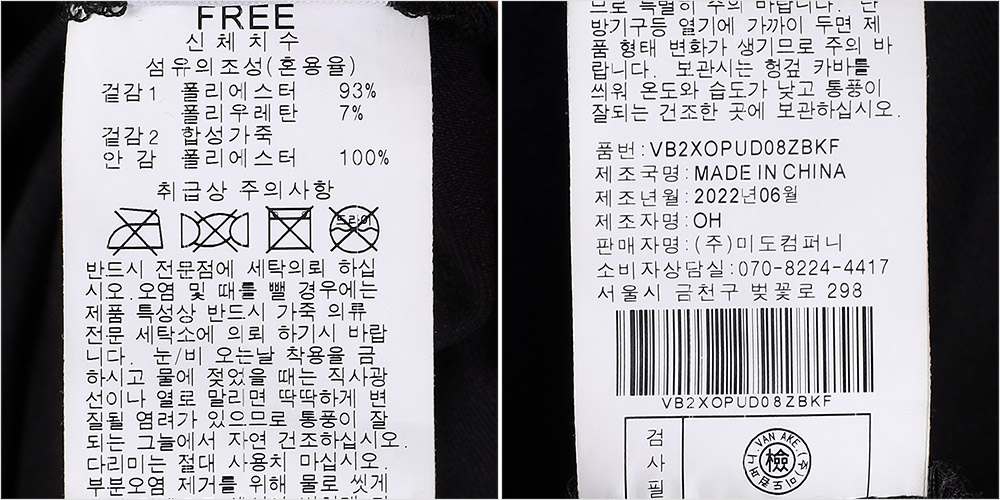 FREE
신체치수
섬유의조성(혼용율)
겉감1 폴리에스터 93%
폴리우레탄 7%
겉감2 합성가죽
안 감 폴리에스터 100%
취급상 주의사항
드라이
반드시 전문점에 세탁의뢰 하십
시오.오염 및 때를 뺄 경우에는
제품 특성상 반드시 가죽 의류
전문 세탁소에 의뢰 하기시 바랍
니다. 눈/비 오는날 착용을 금
하시고 물에 젖었을 때는 직사광
선이나 열로 말리면 딱딱하게 변
질될 염려가 있으므로 통풍이 잘
되는 그늘에서 자연 건조하십시오.
다리미는 절대 사용치 마십시오.
부분오염 제거를 위해 물로 씻게
므로 특별히 주의 바랍니다. 난
방기구등 열기에 가까이 두면 제
품 형태 변화가 생기므로 주의 바
랍니다. 보관시는 헝겊 카바를
씌워 온도와 습도가 낮고 통풍이
잘되는 건조한 곳에 보관하십시오.
품번:VB2XOPUD08ZBKF
제조국명:MADE IN CHINA
제조년월:2022년06월
제조자명:OH
판매자명:(주)미도컴퍼니
소비자상담실:070-8224-4417
서울시 금천구 벚꽃로 298
VB2XOPUD08ZBKF
검
사
필
VAN AKE (주)
檢